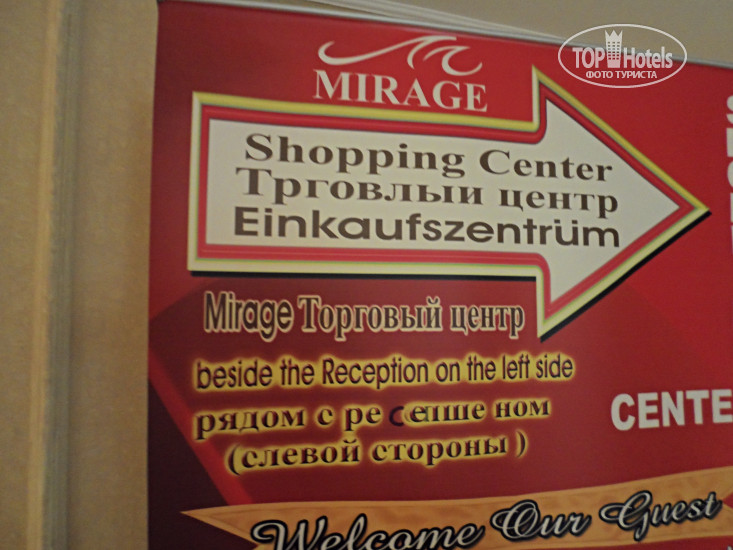 TOP Hotels
ФОТО ТУРИСТА
MIRAGE
Shopping Center
Трговлыи центр
Einkaufszentrüm
Mirage Торговый центр
beside the Reception on the left side
рядом с ре сепше ном
(слевой стороны )
CENTE
Welcome Our Guest